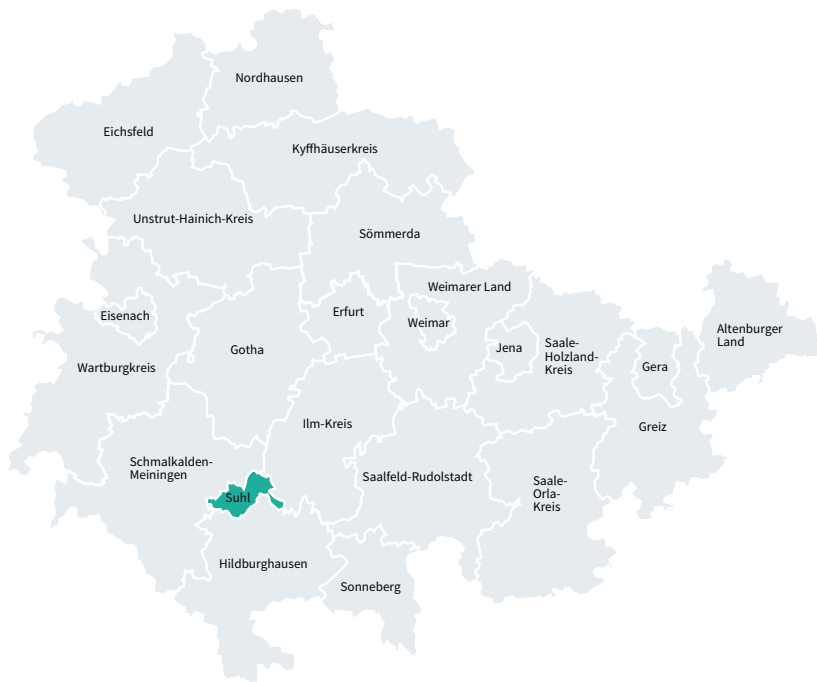 Nordhausen
Eichsfeld
Kyffhäuserkreis
Unstrut-Hainich-Kreis
Sömmerda
Weimarer Land
Eisenach
Erfurt
Weimar
Altenburger
Land
Gotha
Jena
Saale-
Holzland-
Kreis
Wartburgkreis
Gera
Ilm-Kreis
Greiz
Schmalkalden-
Meiningen
Saalfeld-Rudolstadt
Saale-
Orla-
Kreis
Suhl
Hildburghausen
Sonneberg